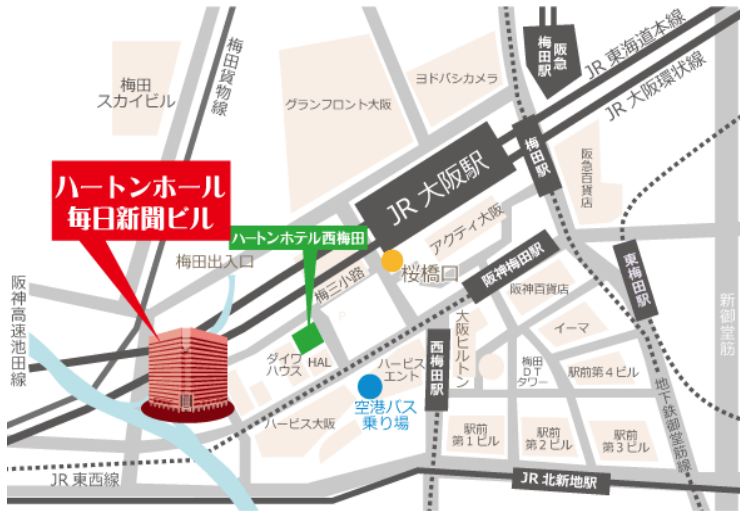 梅田
スカイビル
梅田貨物線
グランフロント大阪
ヨドバシカメラ
阪急
梅田駅
JR 東海道本線
JR 大阪環状線
ハートンホール
毎日新聞ビル
JR 大阪駅
梅田駅
阪急百貨店
ハートンホテル西梅田
梅田出入口
梅三小路
桜橋口
アクティ大阪
阪神梅田駅
阪神百貨店
東梅田駅
新御堂筋
阪神高速池田線
P
ダイワ
ハウス
HAL
ハービス
エント
空港バス
乗り場
ハービス大阪
西梅田駅
大阪ヒルトン
イーマ
梅田
DT
タワー
駅前第4ビル
駅前
第1ビル
駅前
第2ビル
駅前
第3ビル
地下鉄御堂筋線
JR 東西線
JR 北新地駅